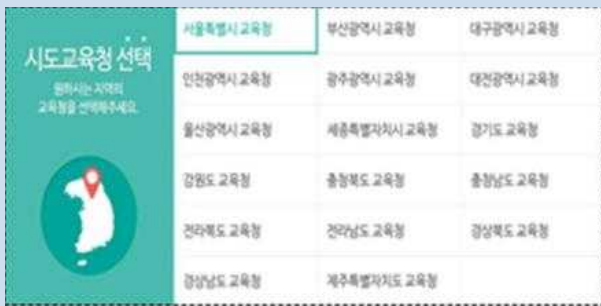 시도교육청 선택
원하시는 지역의
교육청을 선택해주세요.
서울특별시 교육청 부산광역시 교육청 대구광역시 교육청
인천광역시 교육청 광주광역시 교육청 대전광역시 교육청
울산광역시 교육청 세종특별자치시 교육청 경기도 교육청
강원도 교육청 충청북도 교육청 충청남도 교육청
전라북도 교육청 전라남도 교육청 경상북도 교육청
경상남도 교육청 제주특별자치도 교육청